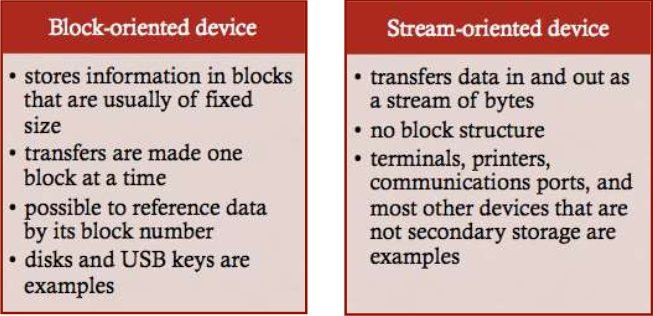 Block-oriented device
• stores information in blocks
that are usually of fixed
size
• transfers are made one
block at a time
• possible to reference data
by its block number
• disks and USB keys are
examples
Stream-oriented device
• transfers data in and out as
a stream of bytes
• no block structure
• terminals, printers,
communications ports, and
most other devices that are
not secondary storage are
examples